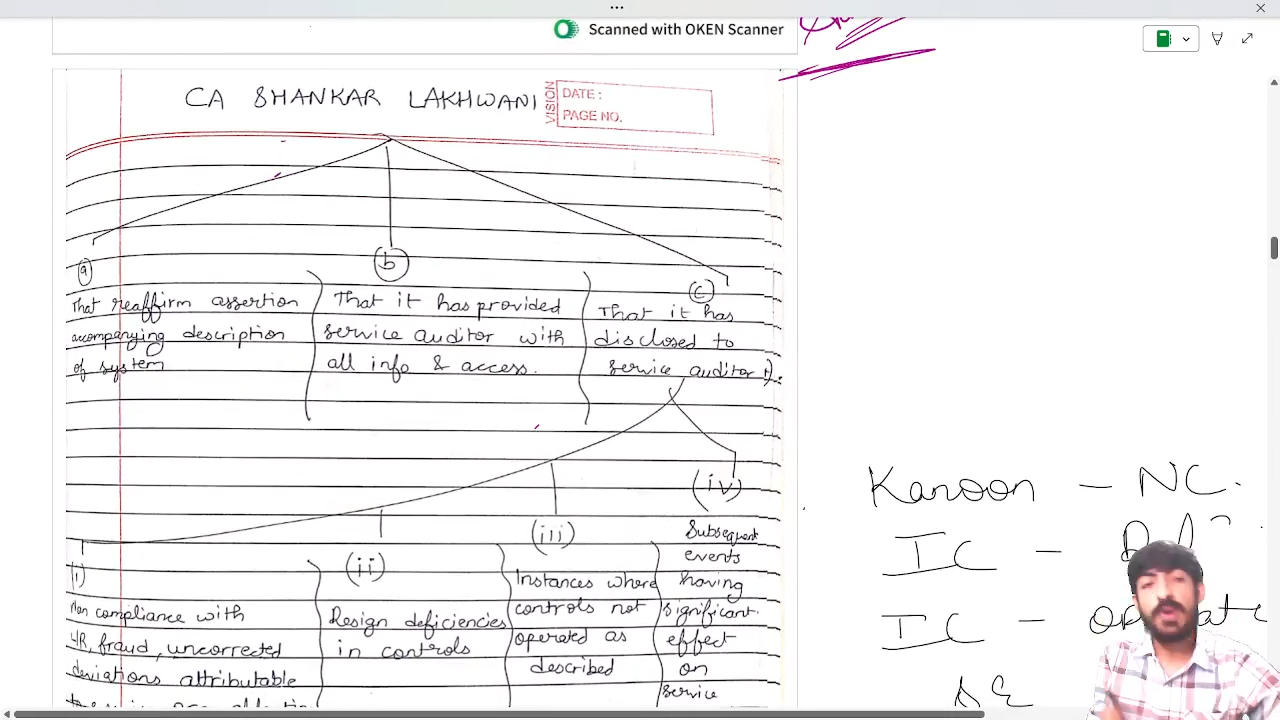 Scanned with OKEN Scanner
CA SHANKAR LAKHWANI
VISION
DATE :
PAGE NO.
(a)
That reaffirm assertion
accompanying description
of system
(b)
That it has provided
service auditor with
all info & access.
(c)
That it has
disclosed to
service auditor :
(i)
Non compliance with
L/R, fraud, uncorrected
deviations attributable
(ii)
Design deficiencies
in controls
(iii)
Instances where
controls not
operated as
described
(iv)
Subsequent
events
having
significant
effect
on
service
Kanoon - NC.
IC -
IC -
SE